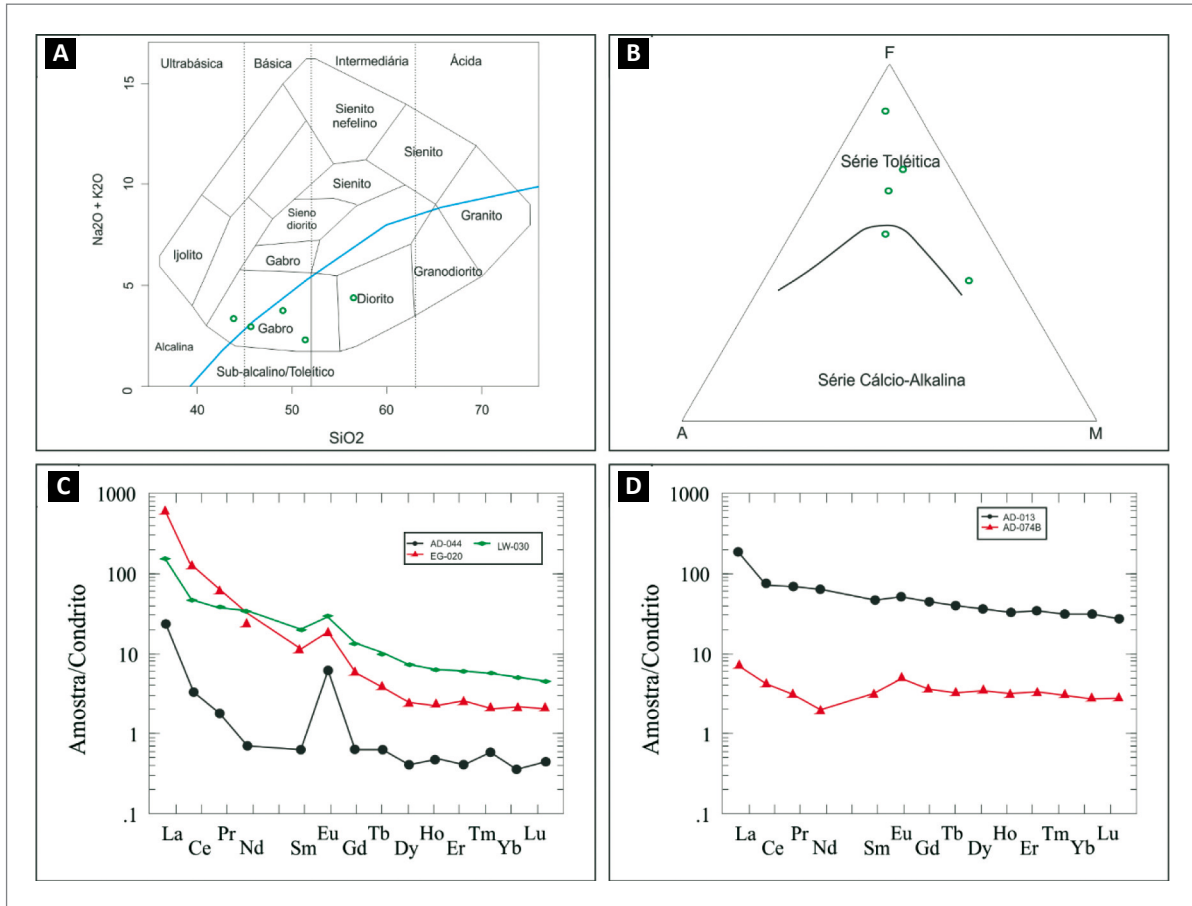 A
Ultrabásica Básica Intermediária Ácida
15
10
5
0
Na2O + K2O
Sienito
nefelino
Sienito
Sienito
Sieno
diorito
Granito
Ijolito
Gabro
Granodiorito
Diorito
Gabro
Alcalina
Sub-alcalino/Toleítico
40 50 60 70
SiO2
B
F
Série Toléitica
Série Cálcio-Alkalina
A M
C
1000
100
10
1
.1
Amostra/Condrito
AD-044 LW-030
EG-020
La Ce Pr Nd Sm Eu Gd Tb Dy Ho Er Tm Yb Lu
D
1000
100
10
1
.1
Amostra/Condrito
AD-013
AD-074B
La Ce Pr Nd Sm Eu Gd Tb Dy Ho Er Tm Yb Lu